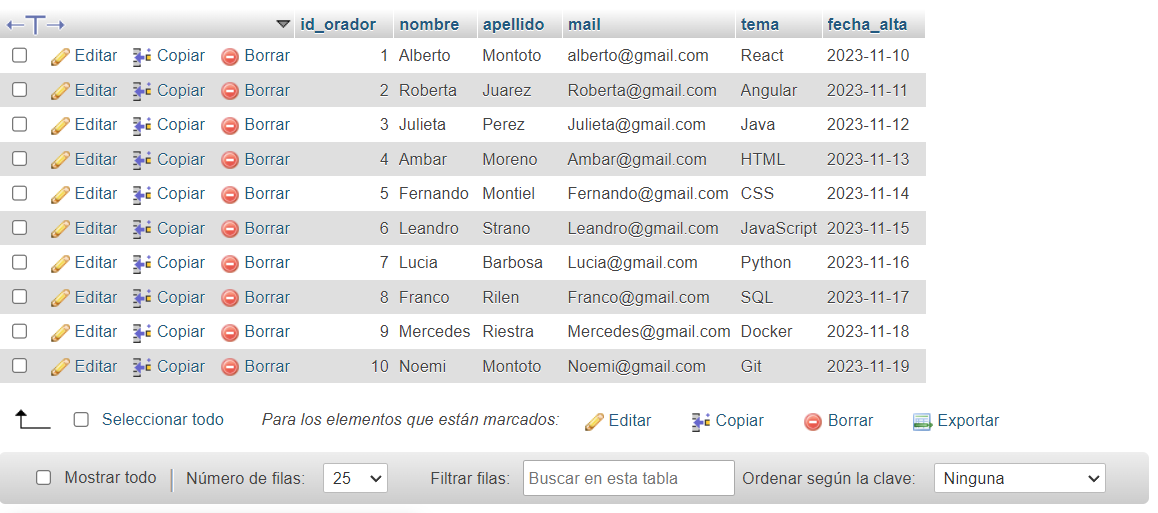 id_orador nombre apellido mail tema fecha_alta
Editar Copiar Borrar 1 Alberto Montoto alberto@gmail.com React 2023-11-10
Editar Copiar Borrar 2 Roberta Juarez Roberta@gmail.com Angular 2023-11-11
Editar Copiar Borrar 3 Julieta Perez Julieta@gmail.com Java 2023-11-12
Editar Copiar Borrar 4 Ambar Moreno Ambar@gmail.com HTML 2023-11-13
Editar Copiar Borrar 5 Fernando Montiel Fernando@gmail.com CSS 2023-11-14
Editar Copiar Borrar 6 Leandro Strano Leandro@gmail.com JavaScript 2023-11-15
Editar Copiar Borrar 7 Lucia Barbosa Lucia@gmail.com Python 2023-11-16
Editar Copiar Borrar 8 Franco Rilen Franco@gmail.com SQL 2023-11-17
Editar Copiar Borrar 9 Mercedes Riestra Mercedes@gmail.com Docker 2023-11-18
Editar Copiar Borrar 10 Noemi Montoto Noemi@gmail.com Git 2023-11-19
Seleccionar todo Para los elementos que están marcados: Editar Copiar Borrar Exportar
Mostrar todo Número de filas: 25 Filtrar filas: Buscar en esta tabla Ordenar según la clave: Ninguna